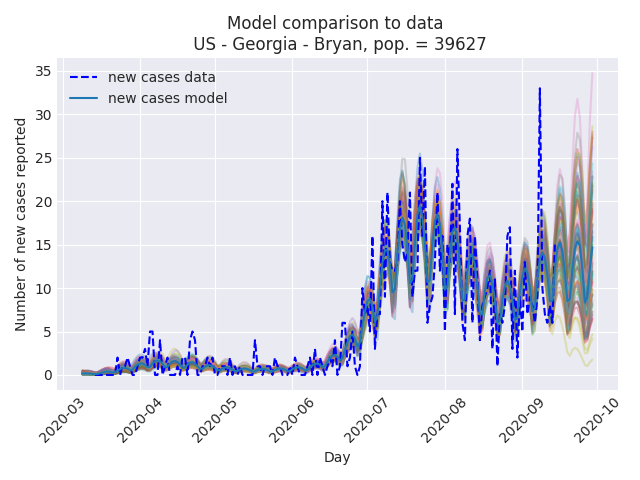 Model comparison to data
US - Georgia - Bryan, pop. = 39627
new cases data
new cases model
Number of new cases reported
35
30
25
20
15
10
5
0
2020-03
2020-04
2020-05
2020-06
2020-07
2020-08
2020-09
2020-10
Day